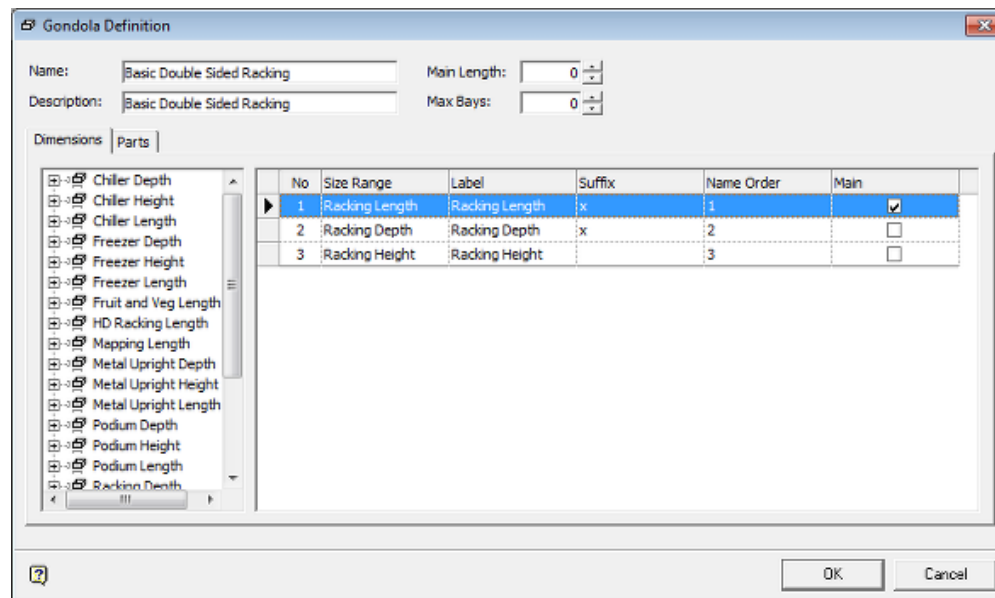 Gondola Definition
Name: Basic Double Sided Racking Main Length: 0
Description: Basic Double Sided Racking Max Bays: 0
Dimensions Parts
Chiller Depth
Chiller Height
Chiller Length
Freezer Depth
Freezer Height
Freezer Length
Fruit and Veg Length
HD Racking Length
Mapping Length
Metal Upright Depth
Metal Upright Height
Metal Upright Length
Podium Depth
Podium Height
Podium Length
Racking Depth
No Size Range Label Suffix Name Order Main
1 Racking Length Racking Length x 1
2 Racking Depth Racking Depth x 2
3 Racking Height Racking Height 3
OK Cancel